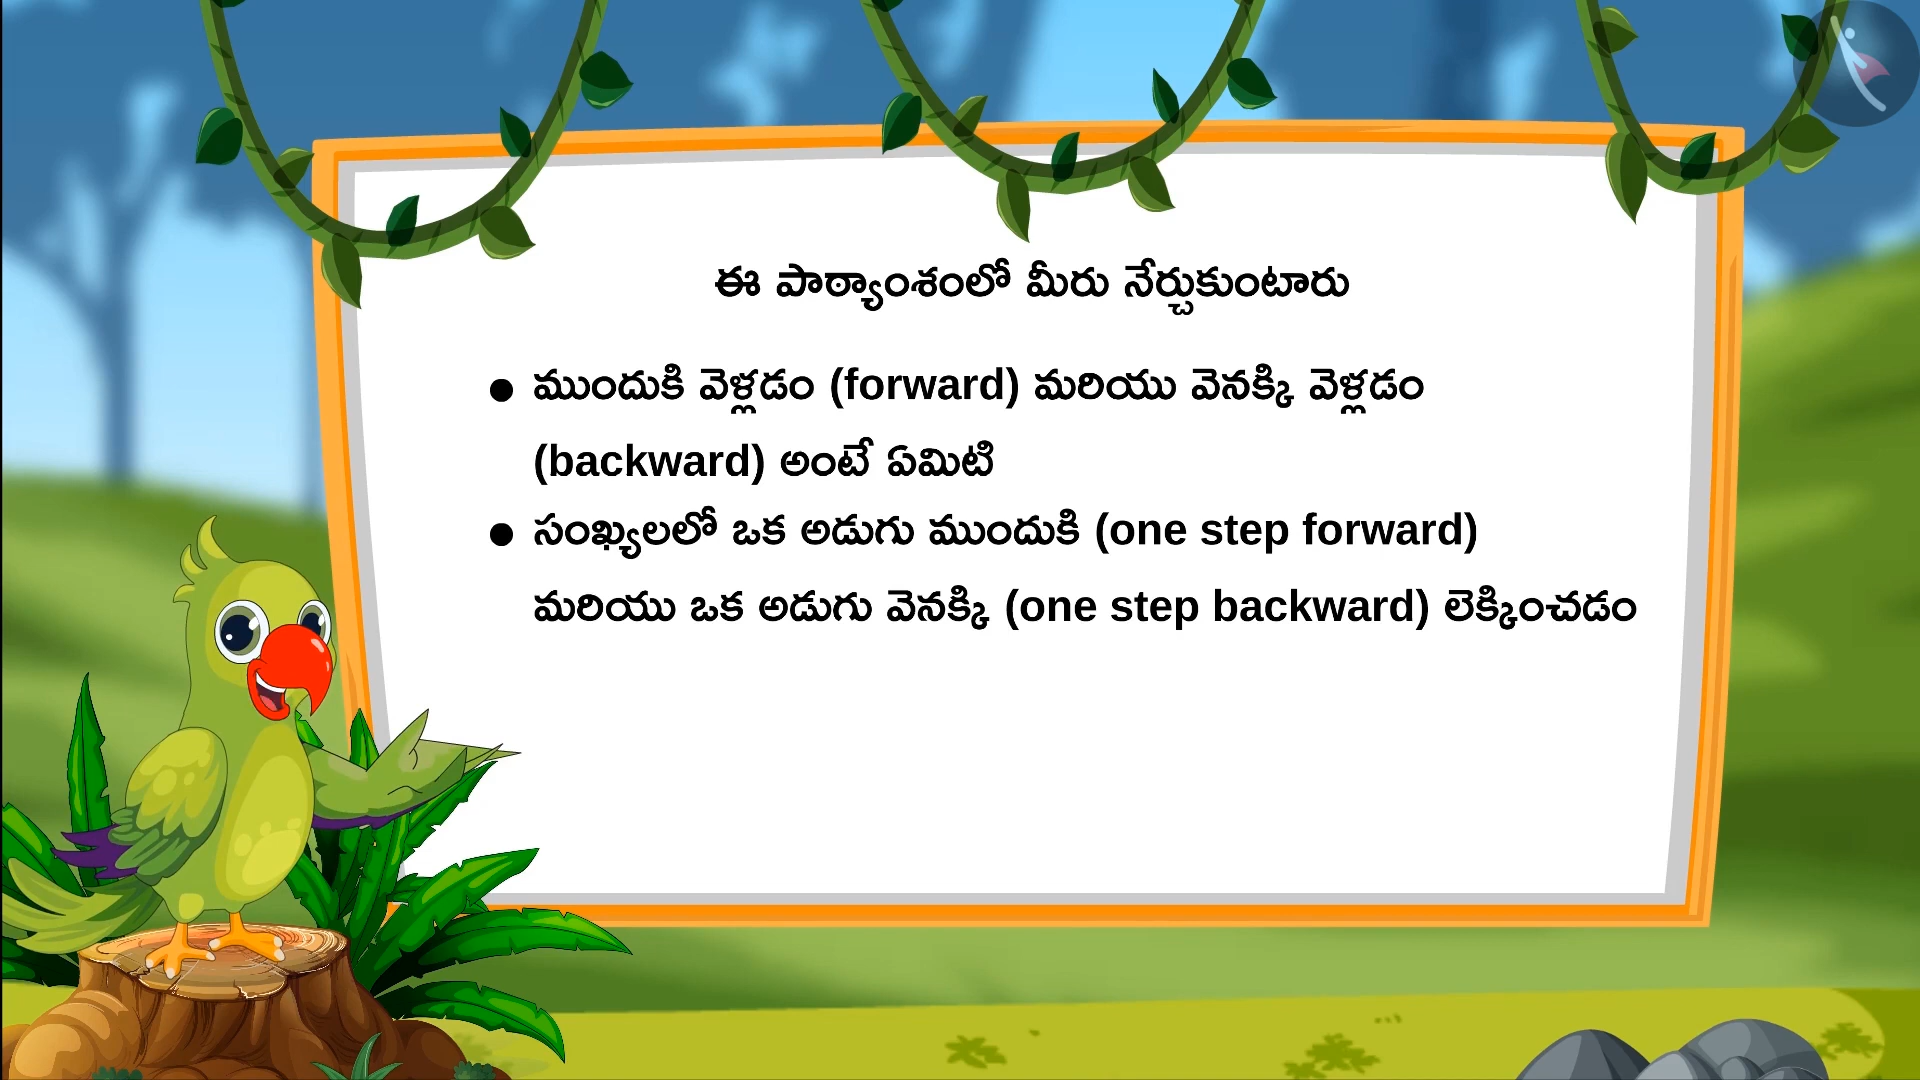 ఈ పాఠ్యాంశంలో మీరు నేర్చుకుంటారు
● ముందుకి వెళ్లడం (forward) మరియు వెనక్కి వెళ్లడం
(backward) అంటే ఏమిటి
● సంఖ్యలలో ఒక అడుగు ముందుకి (one step forward)
మరియు ఒక అడుగు వెనక్కి (one step backward) లెక్కించడం